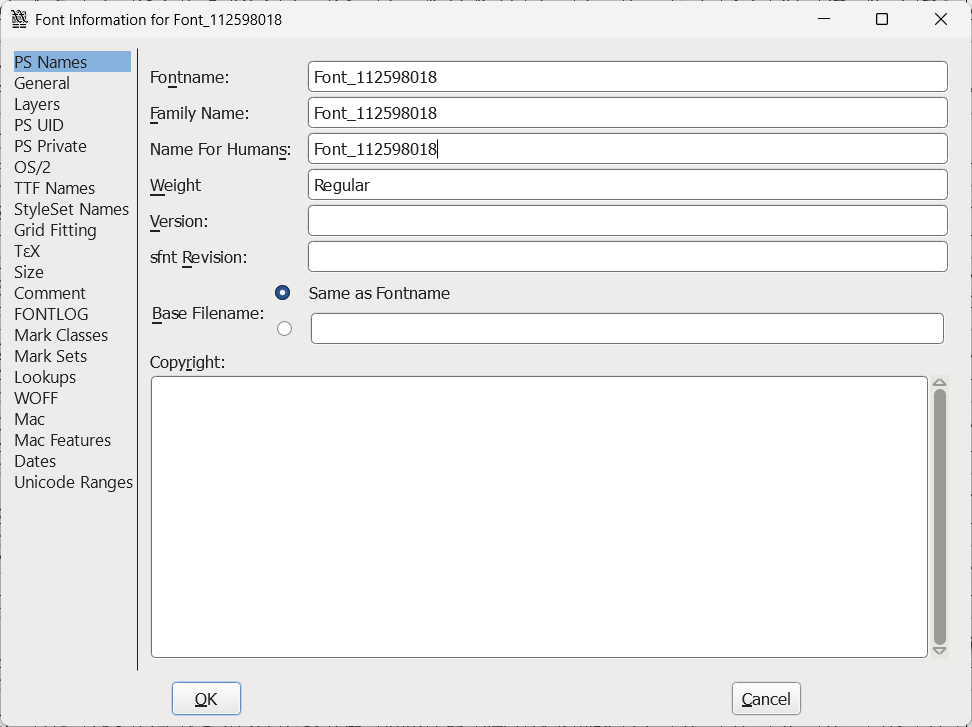 Font Information for Font_112598018
PS Names
General
Layers
PS UID
PS Private
OS/2
TTF Names
StyleSet Names
Grid Fitting
ΤεΧ
Size
Comment
FONTLOG
Mark Classes
Mark Sets
Lookups
WOFF
Mac
Mac Features
Dates
Unicode Ranges
Fontname: Font_112598018
Family Name: Font_112598018
Name For Humans: Font_112598018
Weight Regular
Version:
sfnt Revision:
Same as Fontname
Base Filename:
Copyright:
OK Cancel